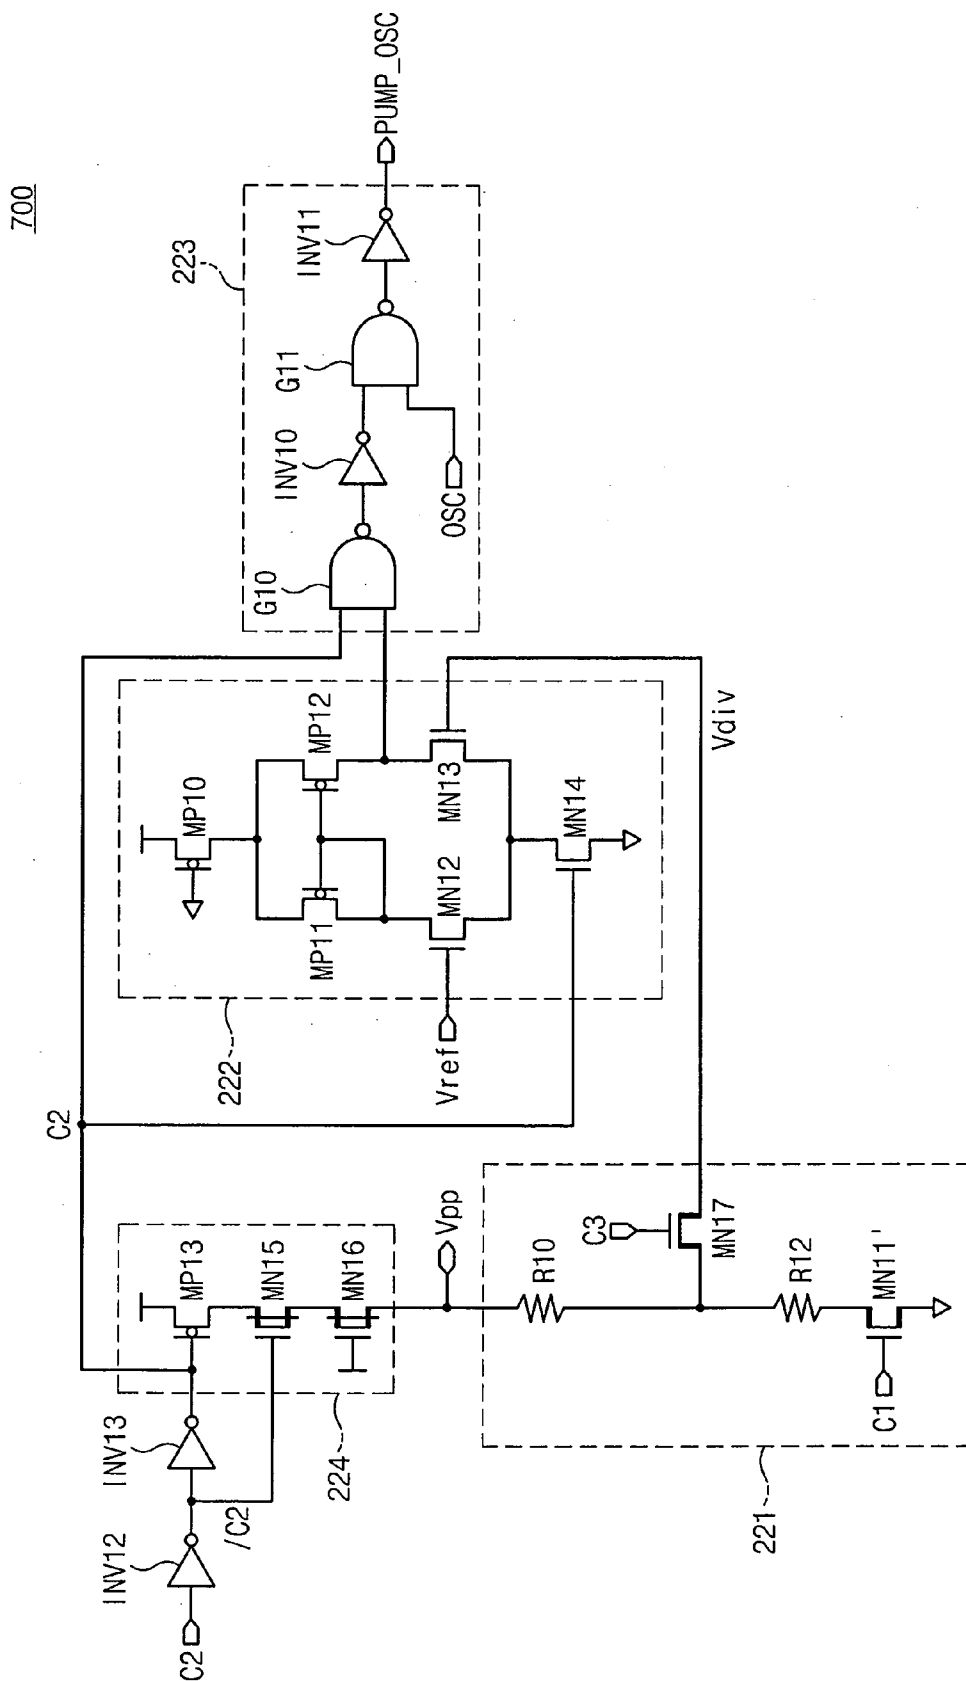 700
C2
INV12
/C2
INV13
C2
MP13
MN15
MN16
224
Vpp
R10
C3
MN17
R12
C1
MN11'
221
222
Vref
MP10
MP11
MP12
MN12
MN13
MN14
Vdiv
223
G10
INV10
G11
INV11
OSC
PUMP_OSC